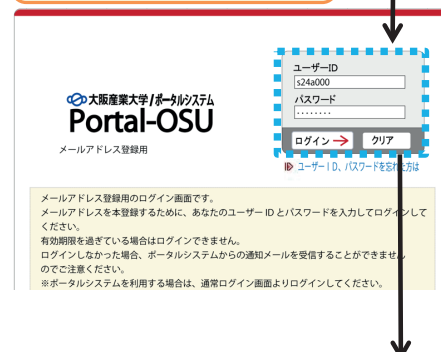 ユーザーID
s24a000
大阪産業大学/ポータルシステム
Portal-OSU
メールアドレス登録用
パスワード
........
ログイン
クリア
ユーザーID、パスワードを忘れた方は
メールアドレス登録用のログイン画面です。
メールアドレスを本登録するために、あなたのユーザー ID とパスワードを入力してログインして
ください。
有効期限を過ぎている場合はログインできません。
ログインしなかった場合、ポータルシステムからの通知メールを受信することができません
のでご注意ください。
※ポータルシステムを利用する場合は、通常ログイン画面よりログインしてください。